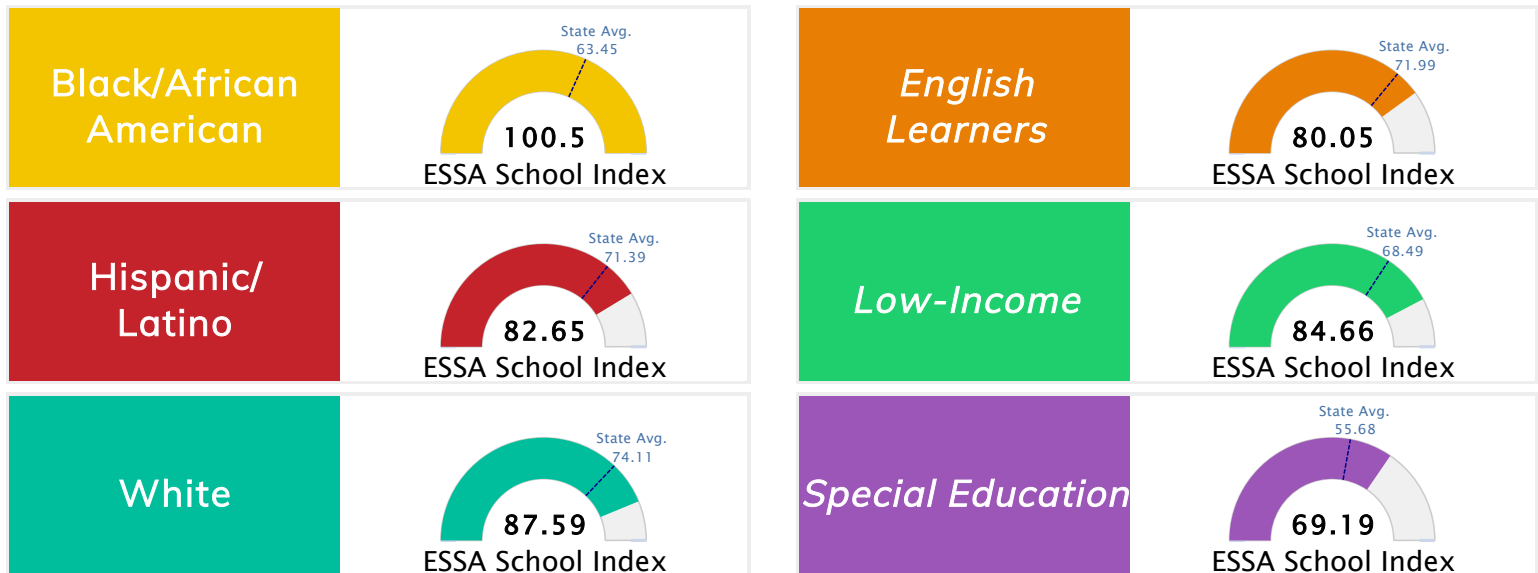 Black/African
American
State Avg.
63.45
100.5
ESSA School Index
English
Learners
State Avg.
71.99
80.05
ESSA School Index
Hispanic/
Latino
State Avg.
71.39
82.65
ESSA School Index
Low-Income
State Avg.
68.49
84.66
ESSA School Index
White
State Avg.
74.11
87.59
ESSA School Index
Special Education
State Avg.
55.68
69.19
ESSA School Index